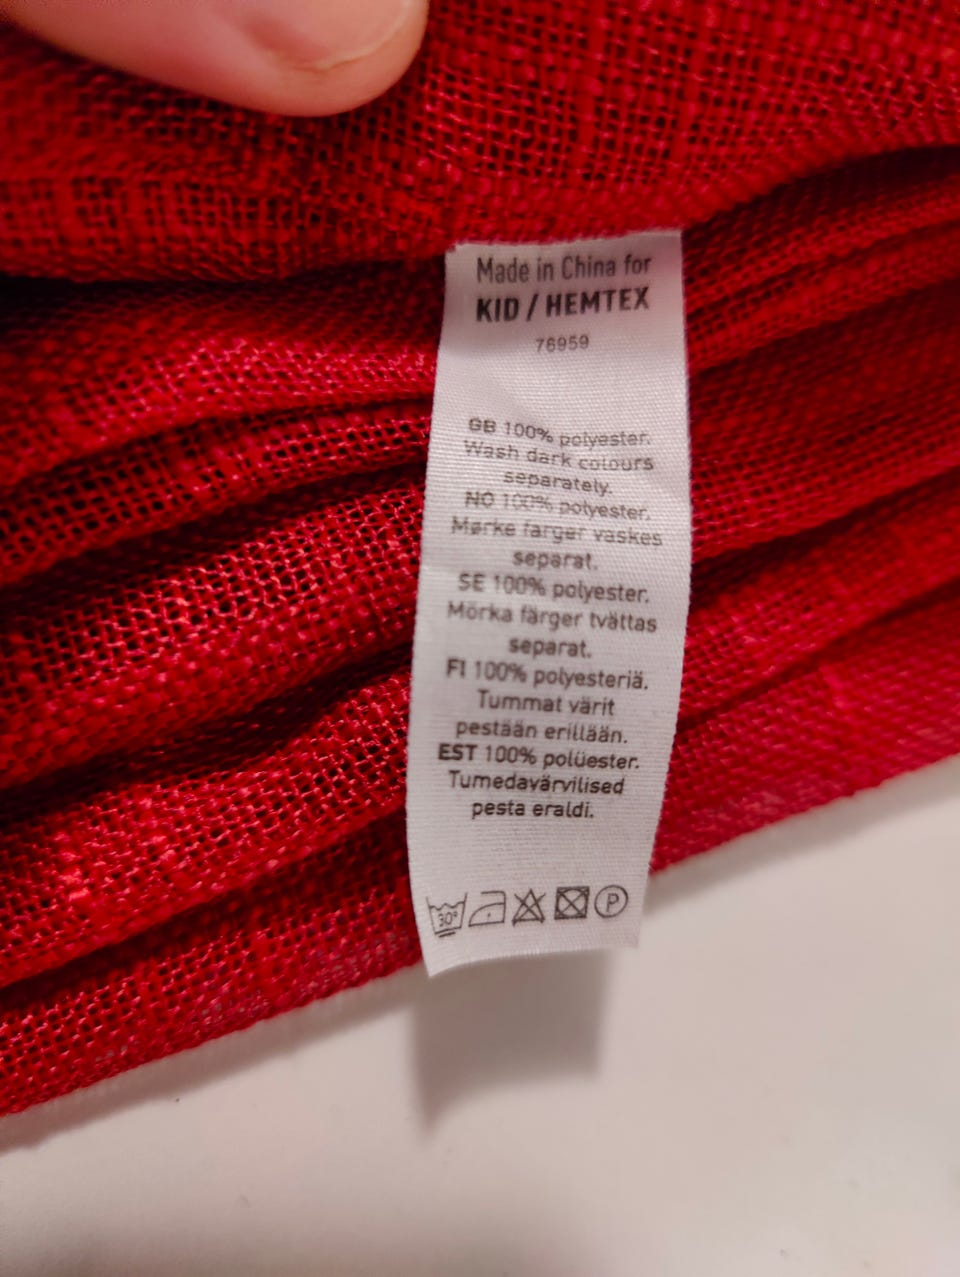 Made in China for
KID / HEMTEX
76959
GB 100% polyester.
Wash dark colours
separately.
NO 100% polyester.
Mørke farger vaskes
separat.
SE 100% polyester.
Mörka färger tvättas
separat.
FI 100% polyesteriä.
Tummat värit
pestään erillään.
EST 100% polüester.
Tumedavärvilised
pesta eraldi.
30° P